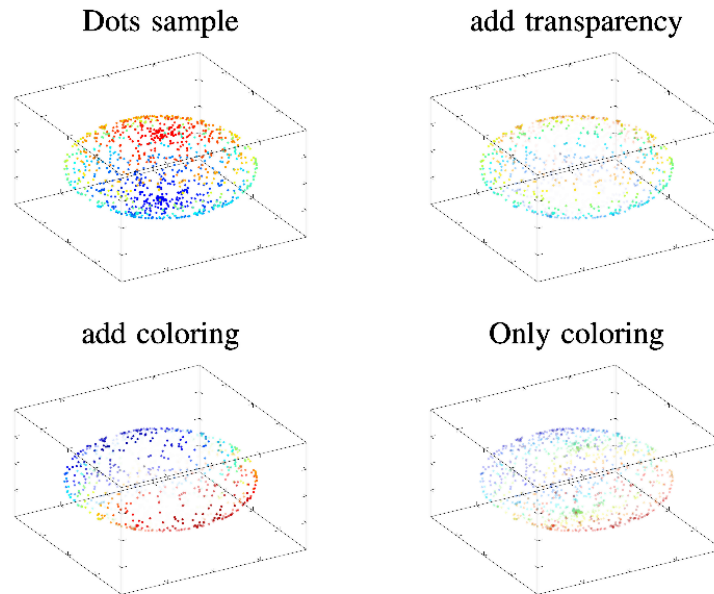 Dots sample
add transparency
add coloring
Only coloring